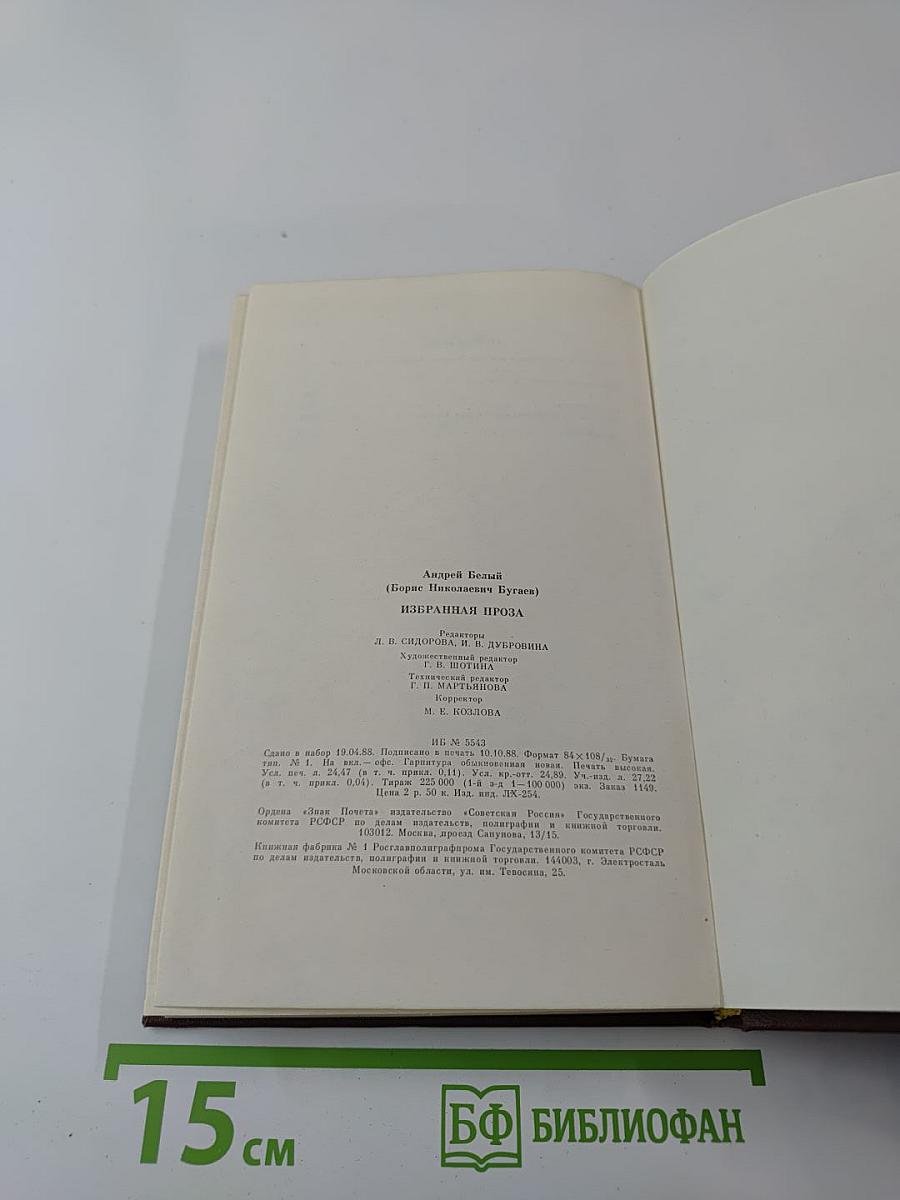 Андрей Белый
(Борис Николаевич Бугаев)
ИЗБРАННАЯ ПРОЗА
Редакторы
Л. В. СИДОРОВА, И. В. ДУБРОВИНА
Художественный редактор
Г. В. ШОТИНА
Технический редактор
Г. П. МАРТЬЯНОВА
Корректор
М. Е. КОЗЛОВА
ИБ № 5543
Сдано в набор 19.04.88. Подписано в печать 10.10.88. Формат 84×108/32. Бумага
тип. № 1. На вкл.— офс. Гарнитура обыкновенная новая. Печать высокая.
Усл. печ. л. 24,47 (в т. ч. прикл. 0,11). Усл. кр.-отт. 24,89. Уч.-изд. л. 27,22
(в т. ч. прикл. 0,04). Тираж 225 000 (1-й з-д 1—100 000) экз. Заказ 1149.
Цена 2 р. 50 к. Изд. инд. ЛХ-254.
Ордена «Знак Почета» издательство «Советская Россия» Государственного
комитета РСФСР по делам издательств, полиграфии и книжной торговли.
103012. Москва, проезд Сапунова, 13/15.
Книжная фабрика № 1 Росглавполиграфпрома Государственного комитета РСФСР
по делам издательств, полиграфии и книжной торговли. 144003, г. Электросталь
Московской области, ул. им. Тевосяна, 25.
15 см
БФ БИБЛИОФАН